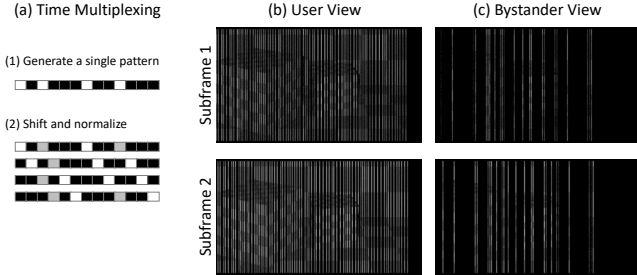 (a) Time Multiplexing
(b) User View
(c) Bystander View
(1) Generate a single pattern
(2) Shift and normalize
Subframe 1
Subframe 2